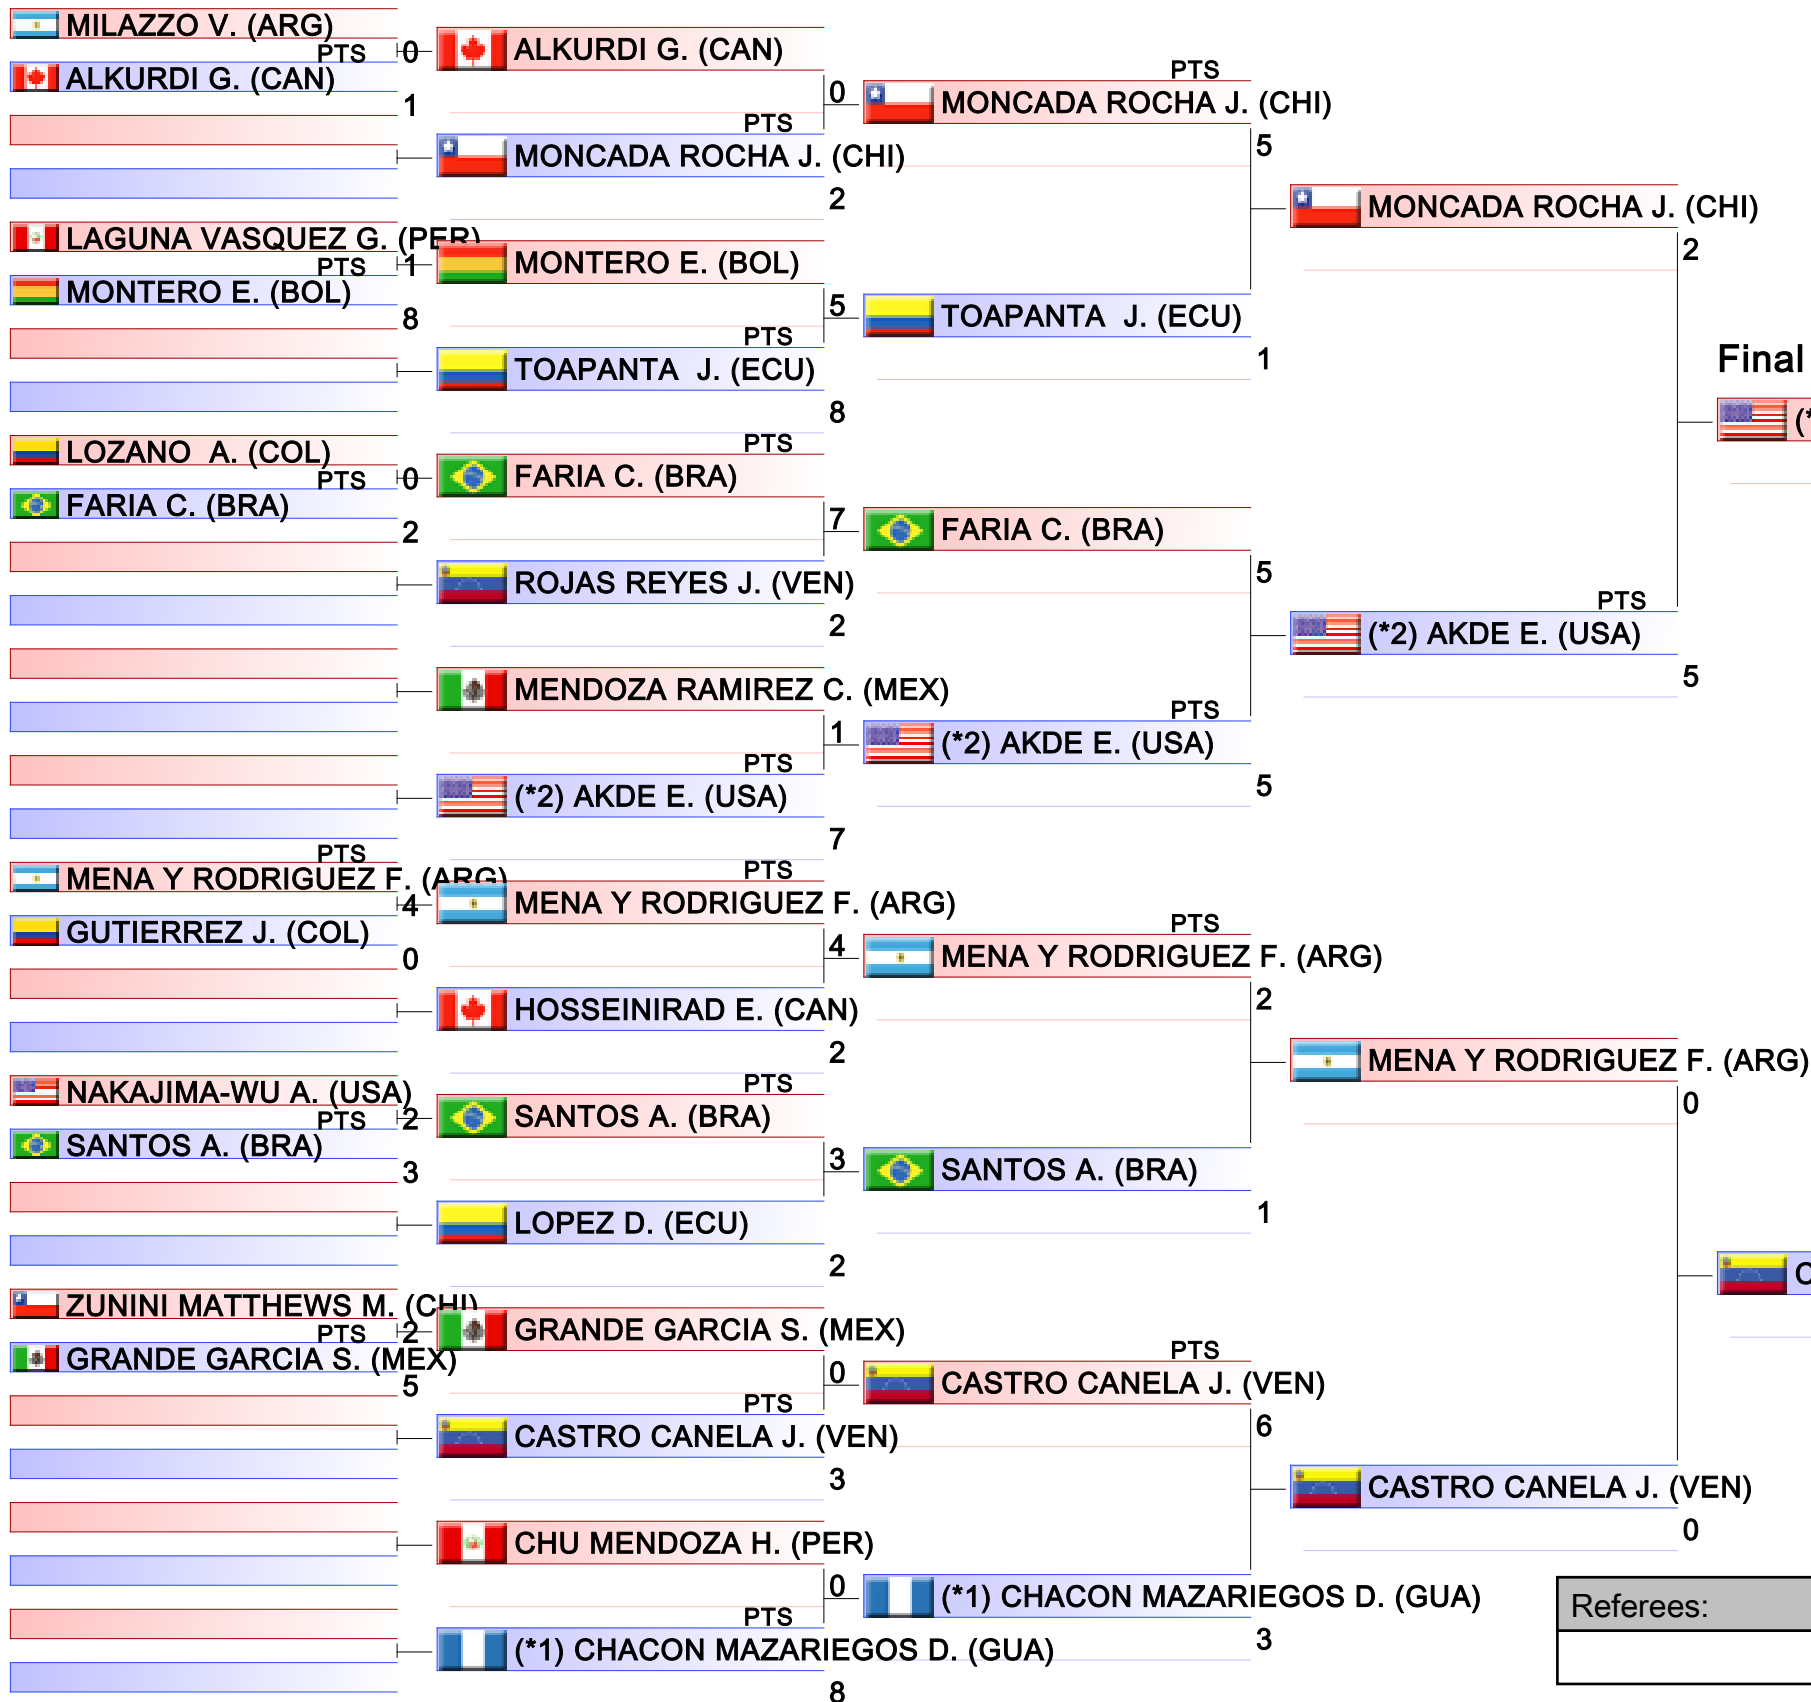 MILAZZO V. (ARG)
PTS 0
ALKURDI G. (CAN)
1
LAGUNA VASQUEZ G. (PER)
PTS 1
MONTERO E. (BOL)
8
LOZANO A. (COL)
PTS 0
FARIA C. (BRA)
2
PTS
MENA Y RODRIGUEZ F. (ARG)
4
GUTIERREZ J. (COL)
0
NAKAJIMA-WU A. (USA)
PTS 2
SANTOS A. (BRA)
3
ZUNINI MATTHEWS M. (CHI)
PTS 2
GRANDE GARCIA S. (MEX)
5
ALKURDI G. (CAN)
0
PTS
MONCADA ROCHA J. (CHI)
2
MONTERO E. (BOL)
5
PTS
TOAPANTA J. (ECU)
8
PTS
FARIA C. (BRA)
7
ROJAS REYES J. (VEN)
2
MENDOZA RAMIREZ C. (MEX)
1
PTS
(*2) AKDE E. (USA)
7
PTS
MENA Y RODRIGUEZ F. (ARG)
4
HOSSEINIRAD E. (CAN)
2
PTS
SANTOS A. (BRA)
3
LOPEZ D. (ECU)
2
GRANDE GARCIA S. (MEX)
0
PTS
CASTRO CANELA J. (VEN)
3
CHU MENDOZA H. (PER)
0
PTS
(*1) CHACON MAZARIEGOS D. (GUA)
8
PTS
MONCADA ROCHA J. (CHI)
5
TOAPANTA J. (ECU)
1
FARIA C. (BRA)
5
PTS
(*2) AKDE E. (USA)
5
PTS
MENA Y RODRIGUEZ F. (ARG)
2
SANTOS A. (BRA)
1
PTS
CASTRO CANELA J. (VEN)
6
(*1) CHACON MAZARIEGOS D. (GUA)
3
MONCADA ROCHA J. (CHI)
2
PTS
(*2) AKDE E. (USA)
5
MENA Y RODRIGUEZ F. (ARG)
0
CASTRO CANELA J. (VEN)
0
Final
Referees: